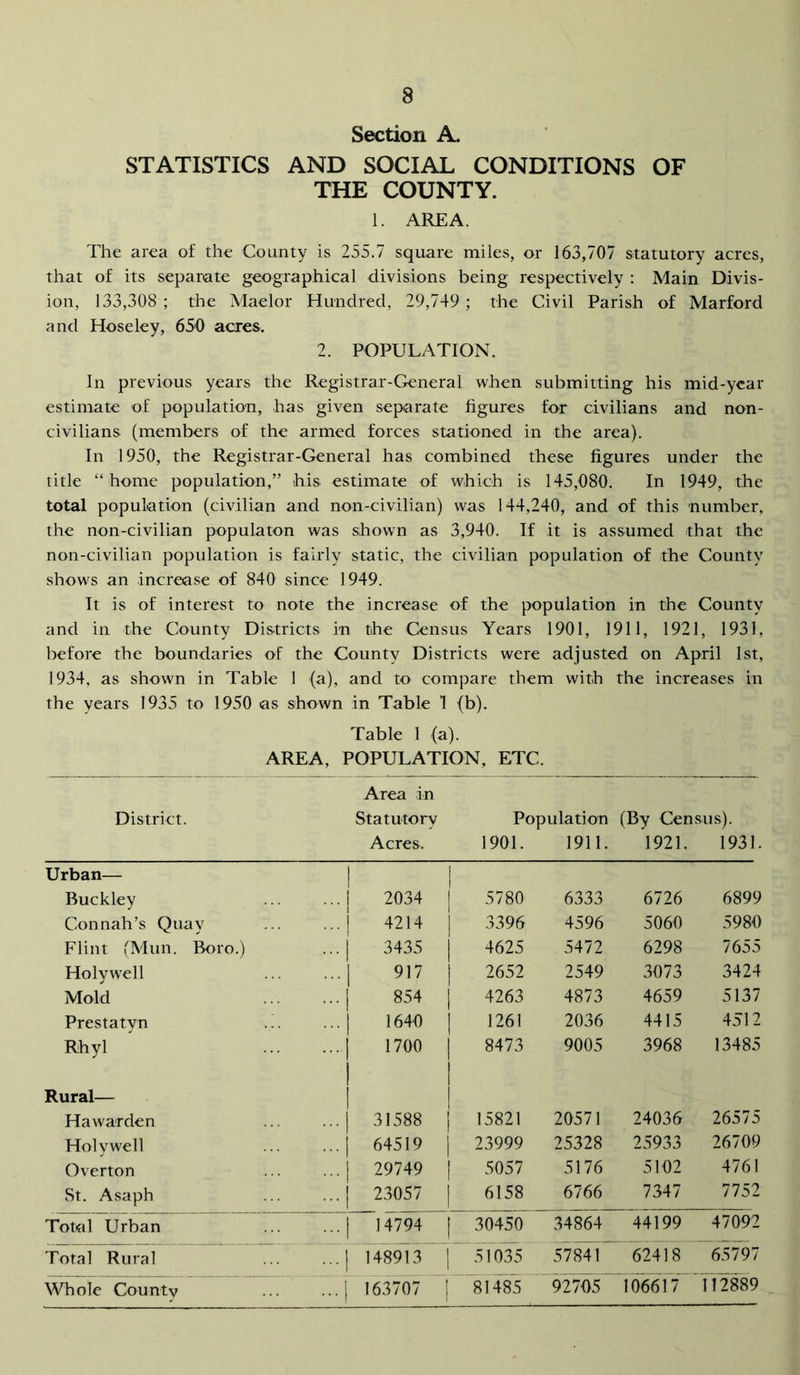 8
Section A.
STATISTICS AND SOCIAL CONDITIONS OF
THE COUNTY.
1. AREA.
The area of the County is 255.7 square miles, or 163,707 statutory acres,
that of its separate geographical divisions being respectively : Main Divis-
ion, 133,308 ; the Maelor Hundred, 29,749 ; the Civil Parish of Marford
and Hoseley, 650 acres.
2. POPULATION.
In previous years the Registrar-General when submitting his mid-year
estimate of population, has given separate figures for civilians and non-
civilians (members of the armed forces stationed in the area).
In 1950, the Registrar-General has combined these figures under the
title “ home population,” his estimate of which is 145,080. In 1949, the
total population (civilian and non-civilian) was 144,240, and of this number,
the non-civilian populaton was shown as 3,940. If it is assumed that the
non-civilian population is fairly static, the civilian population of the County
shows an increase of 840 since 1949.
It is of interest to note the increase of the population in the County
and in the County Districts in the Census Years 1901, 1911, 1921, 1931,
before the boundaries of the County Districts were adjusted on April 1st,
1934, as shown in Table 1 (a), and to compare them with the increases in
the years 1935 to 1950 as shown in Table 1 (b).
Table 1 (a).
AREA, POPULATION, ETC.
Area in
District. Statutory Population (By Census).
Acres. 1901. 1911. 1921. 1931.
Urban—
Buckley ... ... 2034 5780 6333 6726 6899
Connah's Quay ... ... 4214 3396 4596 5060 5980
Flint (Mun. Boro.) ... 3435 4625 5472 6298 7655
Holywell ... ... 917 2652 2549 3073 3424
Mold ... ... 854 4263 4873 4659 5137
Prestatyn ... ... 1640 1261 2036 4415 4512
Rhyl ... ... 1700 8473 9005 3968 13485
Rural—
Hawarden ... ... 31588 15821 20571 24036 26575
Holywell ... ... 64519 23999 25328 25933 26709
Overton ... ... 29749 5057 5176 5102 4761
St. Asaph ... ... 23057 6158 6766 7347 7752
Total Urban ... ... 14794 30450 34864 44199 47092
Total Rural ... ... 148913 51035 57841 62418 65797
Whole County ... ... 163707 81485 92705 106617 112889